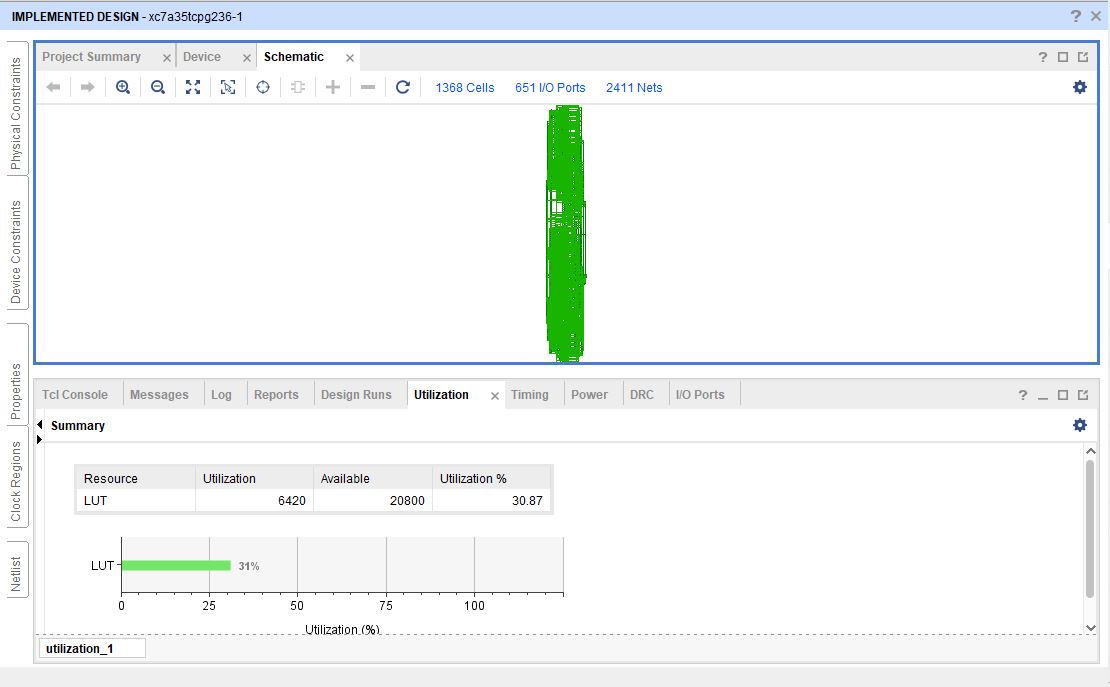 IMPLEMENTED DESIGN - xc7a35tcpg236-1
Physical Constraints
Device Constraints
Properties
Clock Regions
Netlist
Project Summary Device Schematic
1368 Cells 651 I/O Ports 2411 Nets
Tcl Console Messages Log Reports Design Runs Utilization Timing Power DRC I/O Ports
Summary
Resource Utilization Available Utilization %
LUT 6420 20800 30.87
LUT 31%
0 25 50 75 100
Utilization (%)
utilization_1